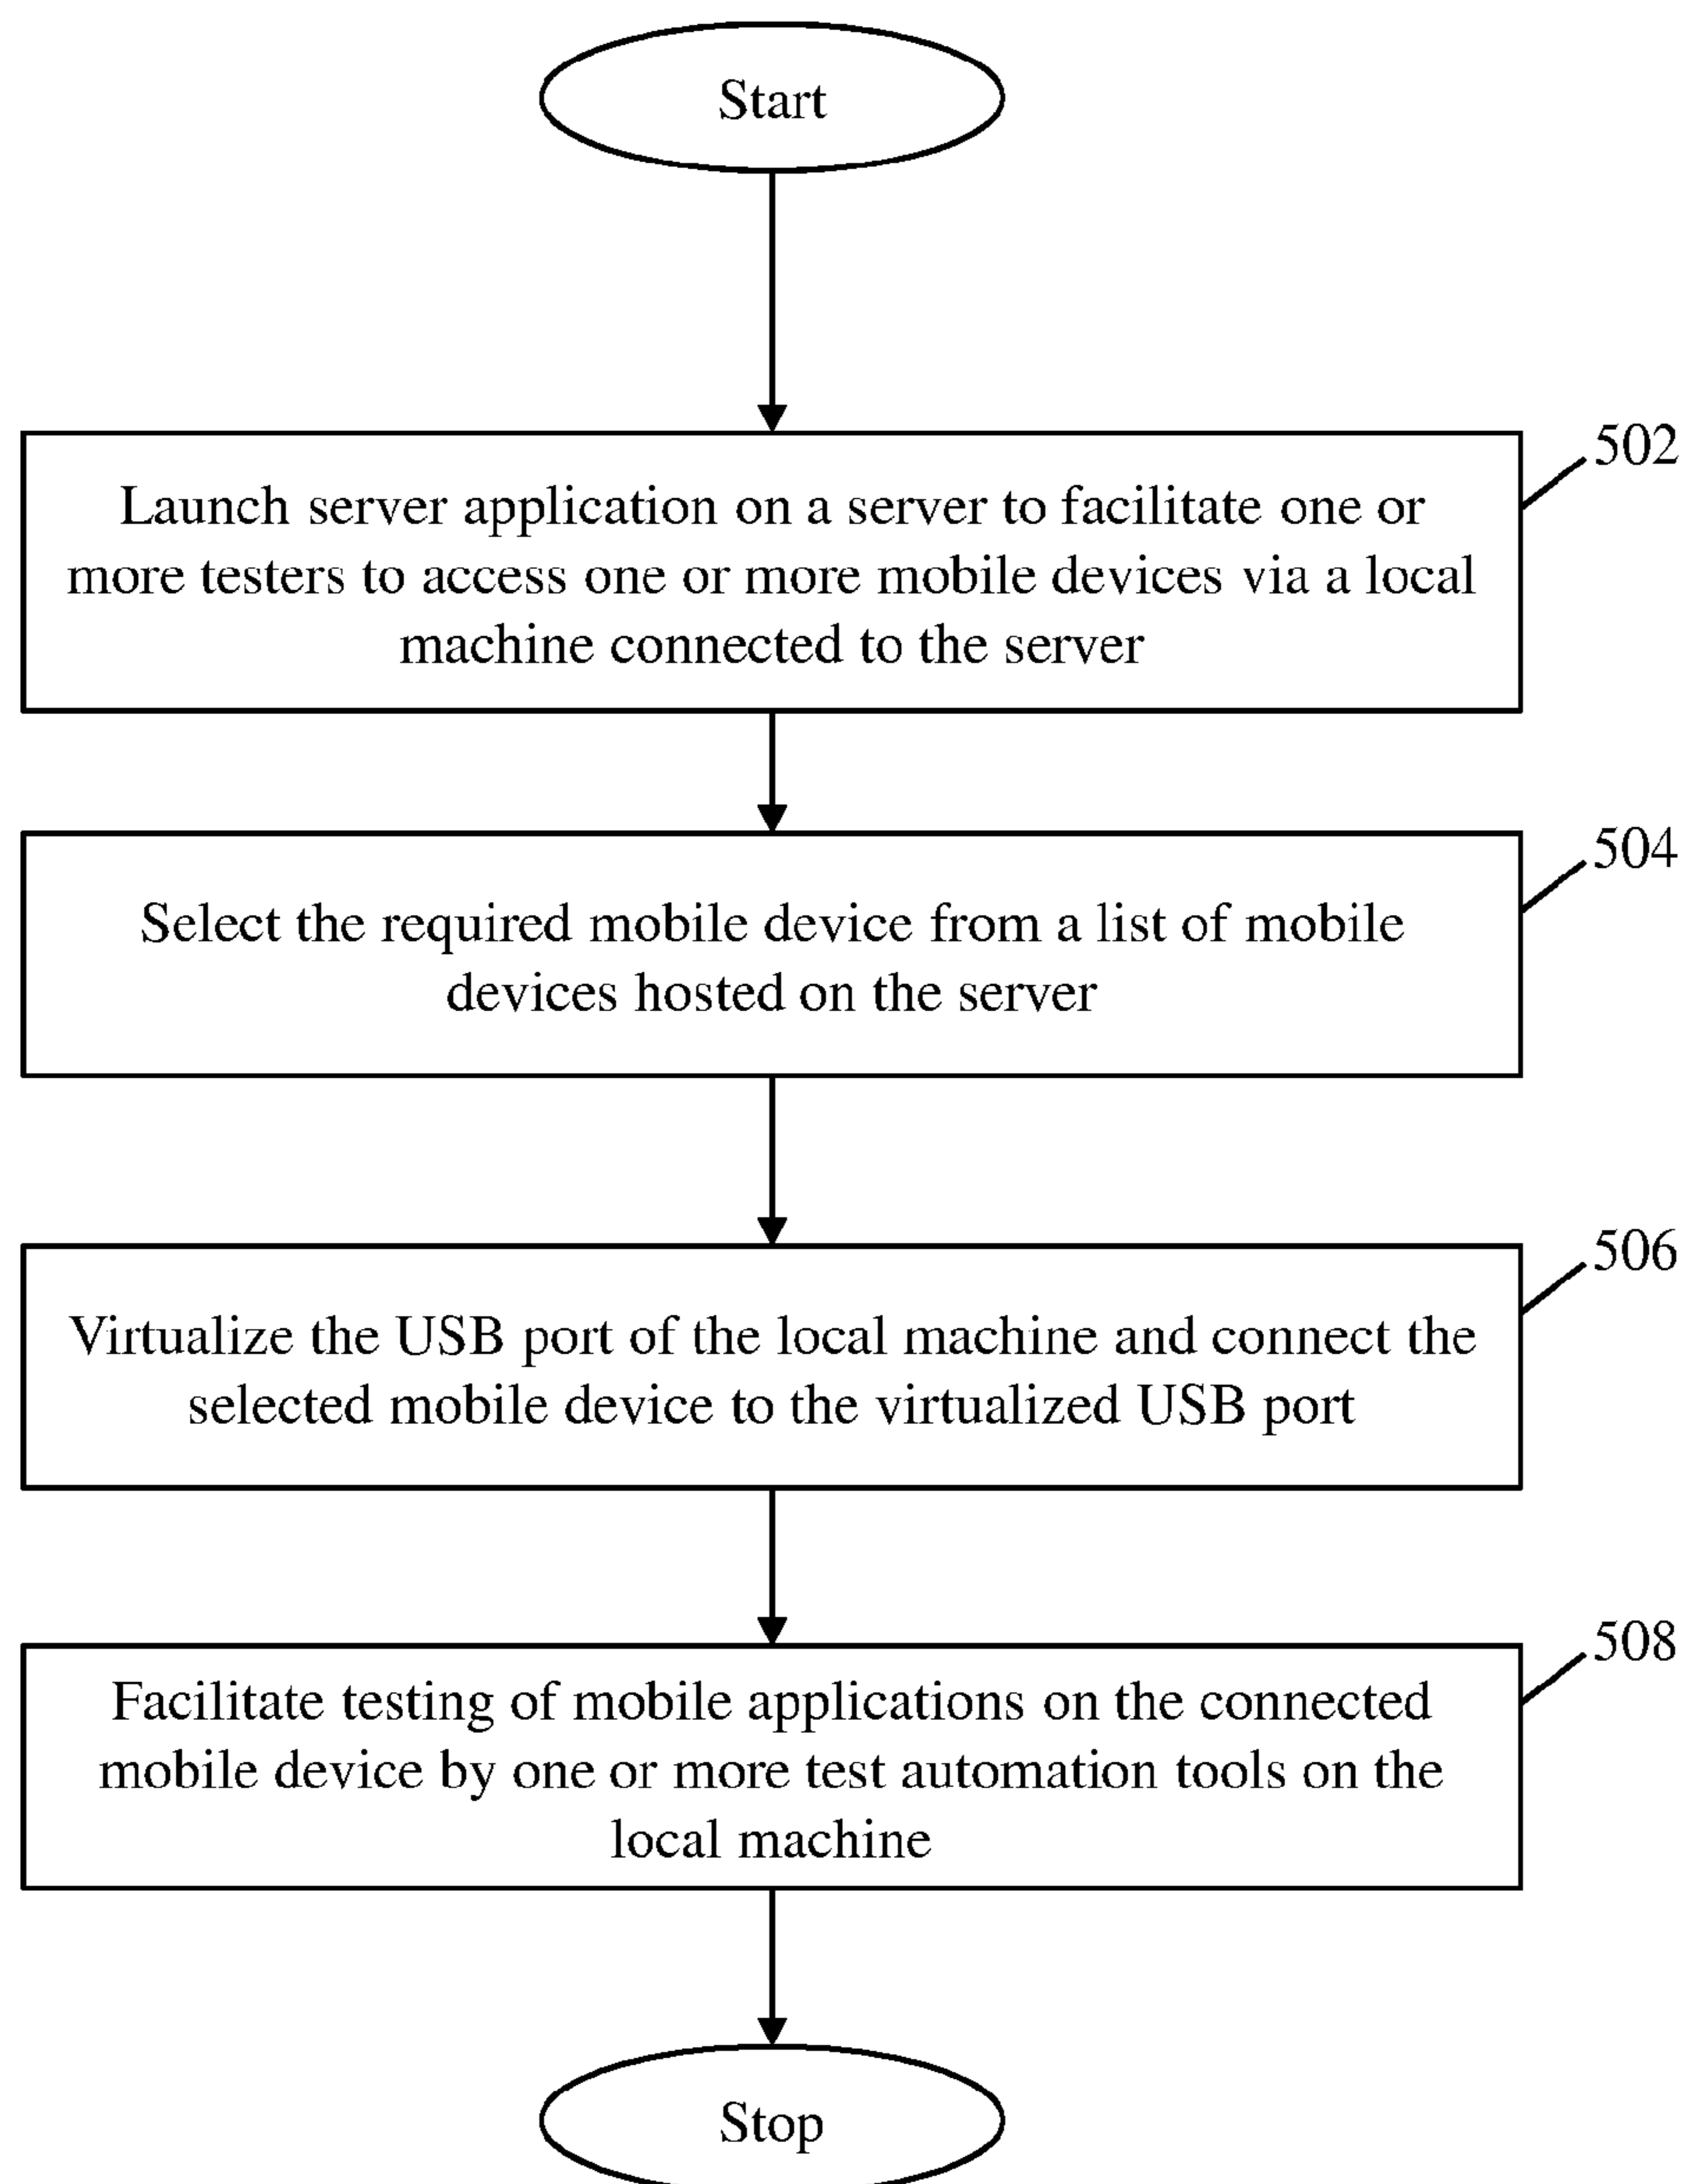 Start
502
Launch server application on a server to facilitate one or
more testers to access one or more mobile devices via a local
machine connected to the server
504
Select the required mobile device from a list of mobile
devices hosted on the server
506
Virtualize the USB port of the local machine and connect the
selected mobile device to the virtualized USB port
508
Facilitate testing of mobile applications on the connected
mobile device by one or more test automation tools on the
local machine
Stop